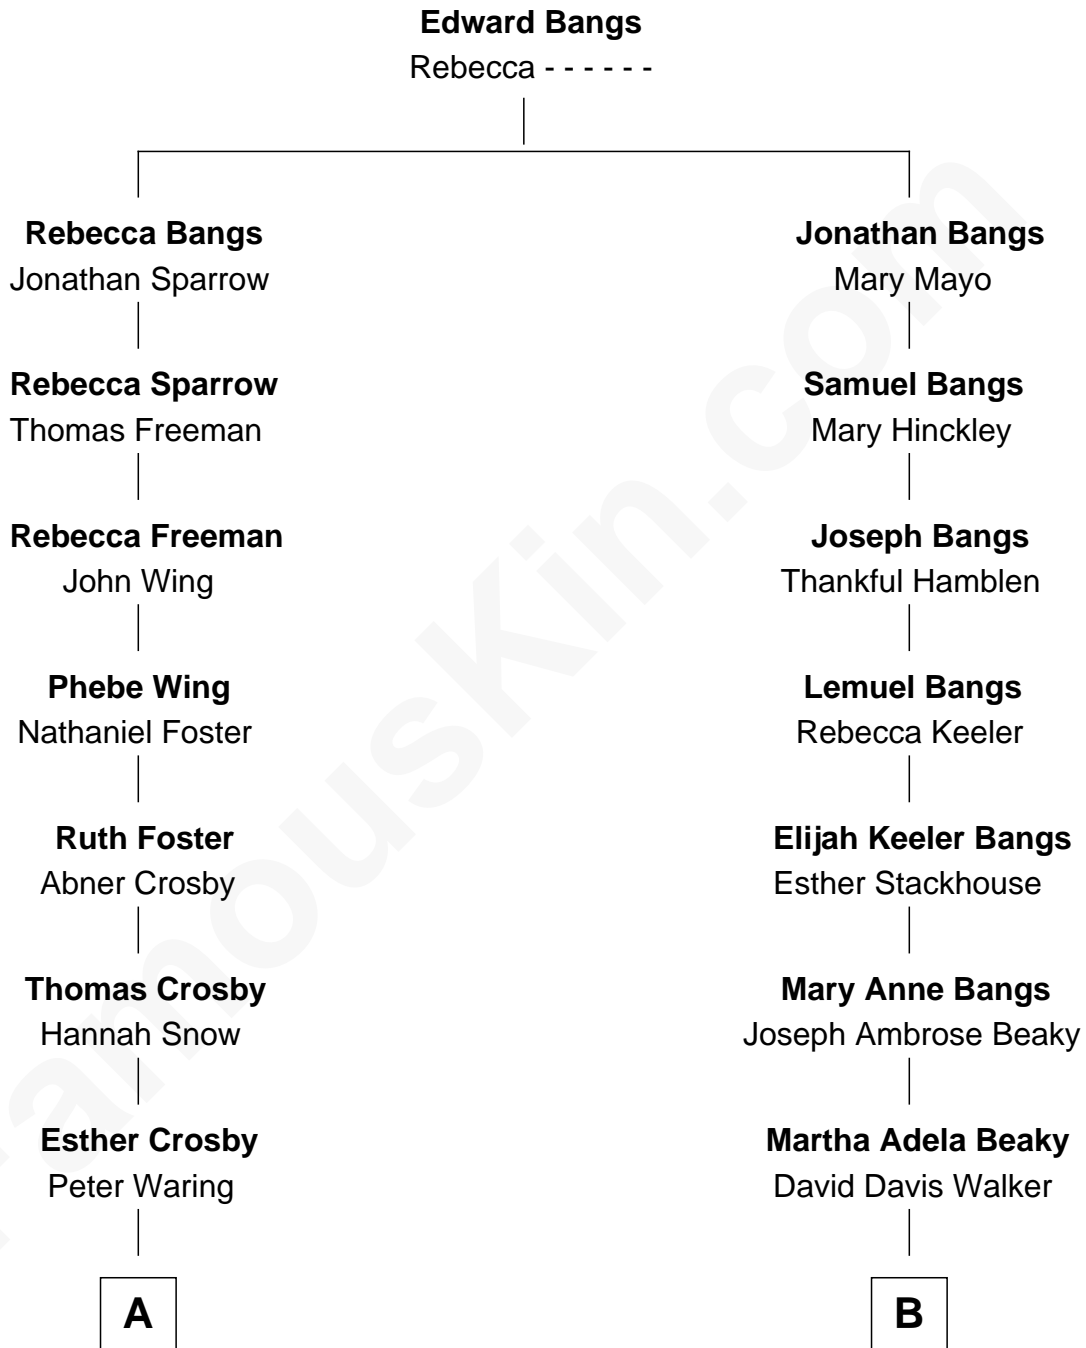 Edward Bangs
Rebecca - - - - - -
Rebecca Bangs
Jonathan Sparrow
Jonathan Bangs
Mary Mayo
Rebecca Sparrow
Thomas Freeman
Samuel Bangs
Mary Hinckley
Rebecca Freeman
John Wing
Joseph Bangs
Thankful Hamblen
Phebe Wing
Nathaniel Foster
Lemuel Bangs
Rebecca Keeler
Ruth Foster
Abner Crosby
Elijah Keeler Bangs
Esther Stackhouse
Thomas Crosby
Hannah Snow
Mary Anne Bangs
Joseph Ambrose Beaky
Esther Crosby
Peter Waring
Martha Adela Beaky
David Davis Walker
A
B
FamousKin.com